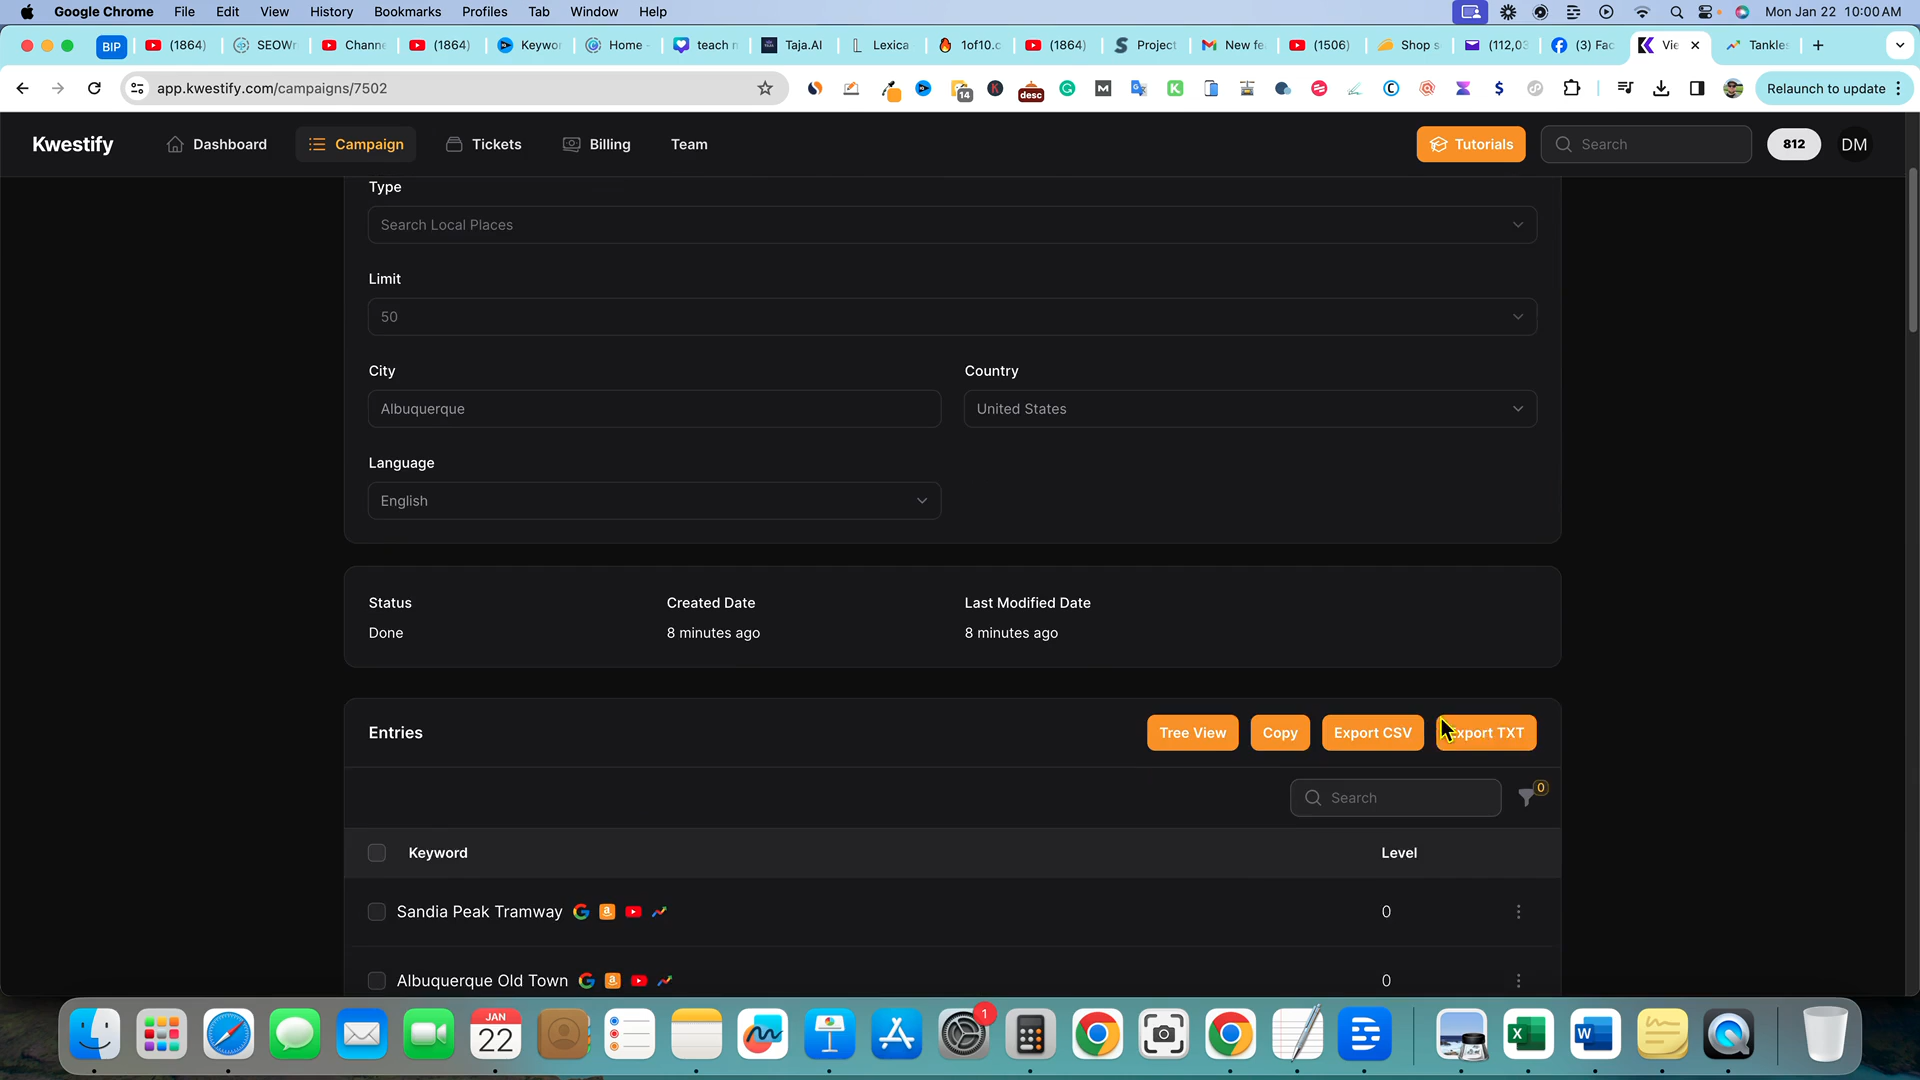 Google Chrome File Edit View History Bookmarks Profiles Tab Window Help Mon Jan 22 10:00 AM
BIP (1864) SEOWr Channe (1864) Keywor Home - teach n Taja.AI Lexica 1of10.c (1864) Project New fe (1506) Shop s (112,03 (3) Fac Vie Tankles
app.kwestify.com/campaigns/7502 14 desc Relaunch to update
Kwestify Dashboard Campaign Tickets Billing Team Tutorials Search 812 DM
Type
Search Local Places
Limit
50
City Country
Albuquerque United States
Language
English
Status Created Date Last Modified Date
Done 8 minutes ago 8 minutes ago
Entries Tree View Copy Export CSV Export TXT
Search 0
Keyword Level
Sandia Peak Tramway 0
Albuquerque Old Town 0
JAN
22
1